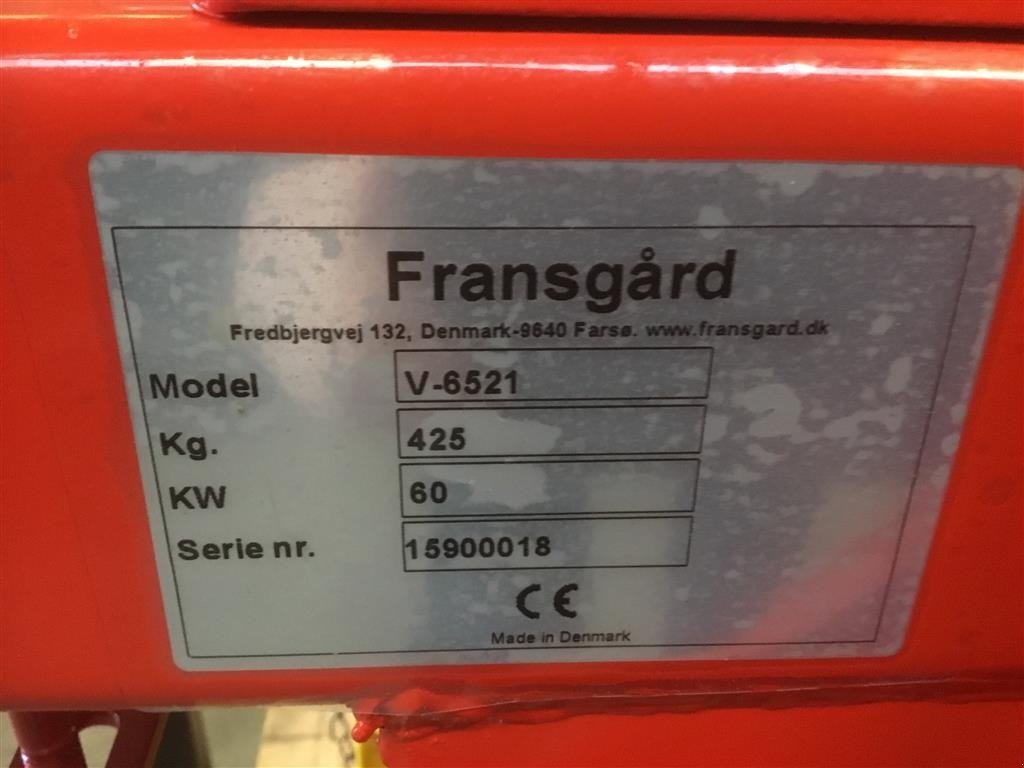 Fransgård
Fredbjergvej 132, Denmark-9640 Farsø. www.fransgard.dk
Model V-6521
Kg. 425
KW 60
Serie nr. 15900018
CE
Made in Denmark